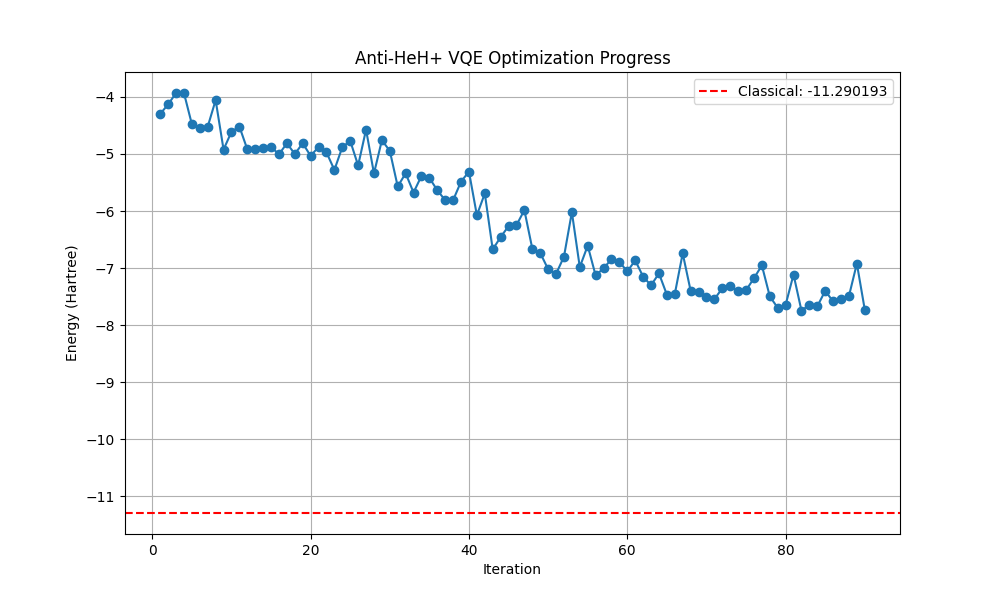 Anti-HeH+ VQE Optimization Progress
Classical: -11.290193
Energy (Hartree)
−4
−5
−6
−7
−8
−9
−10
−11
0 20 40 60 80
Iteration